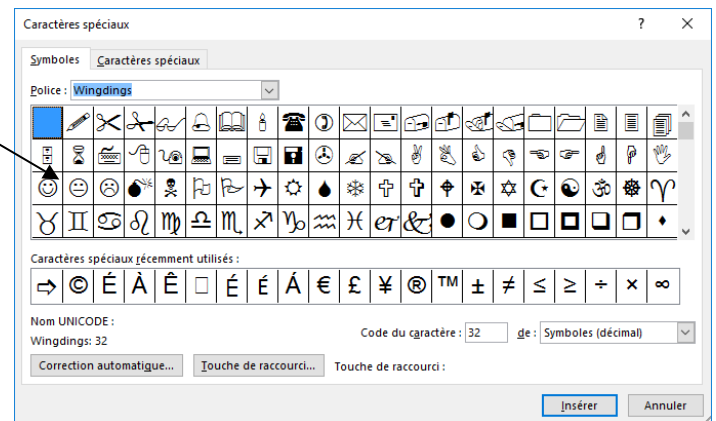 Caractères spéciaux ? ×
Symboles Caractères spéciaux
Police : Wingdings
Caractères spéciaux récemment utilisés :
⇨ © É À Ê □ É É Á € £ ¥ ® ™ ± ≠ ≤ ≥ ÷ × ∞
Nom UNICODE :
Wingdings: 32
Code du caractère : 32 de : Symboles (décimal)
Correction automatique... Touche de raccourci... Touche de raccourci :
Insérer Annuler